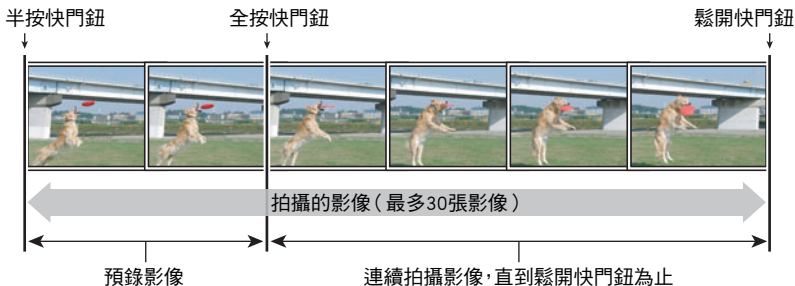 半按快門鈕 全按快門鈕 鬆開快門鈕
拍攝的影像（最多30張影像）
預錄影像 連續拍攝影像，直到鬆開快門鈕為止